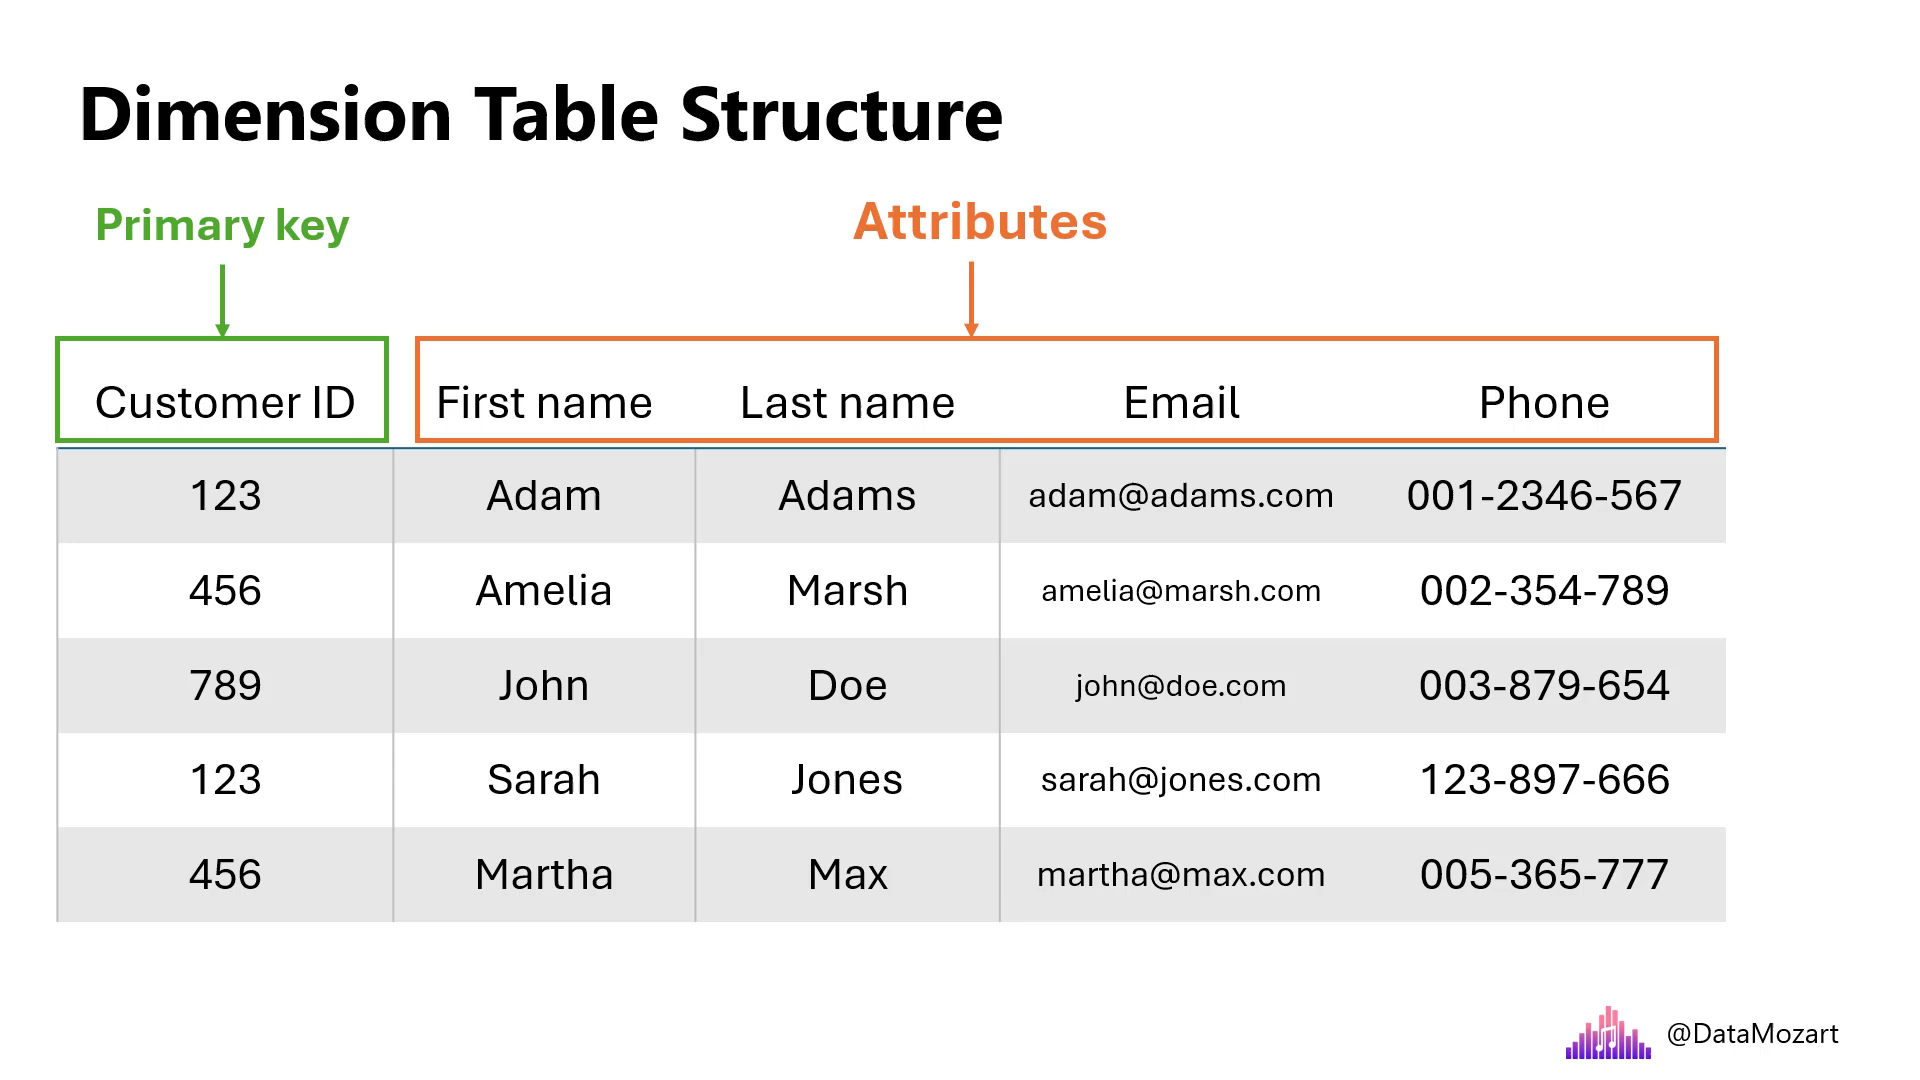 Dimension Table Structure
Primary key
Attributes
Customer ID First name Last name Email Phone
123 Adam Adams adam@adams.com 001-2346-567
456 Amelia Marsh amelia@marsh.com 002-354-789
789 John Doe john@doe.com 003-879-654
123 Sarah Jones sarah@jones.com 123-897-666
456 Martha Max martha@max.com 005-365-777
@DataMozart